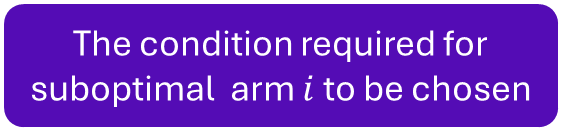 The condition required for
suboptimal arm i to be chosen